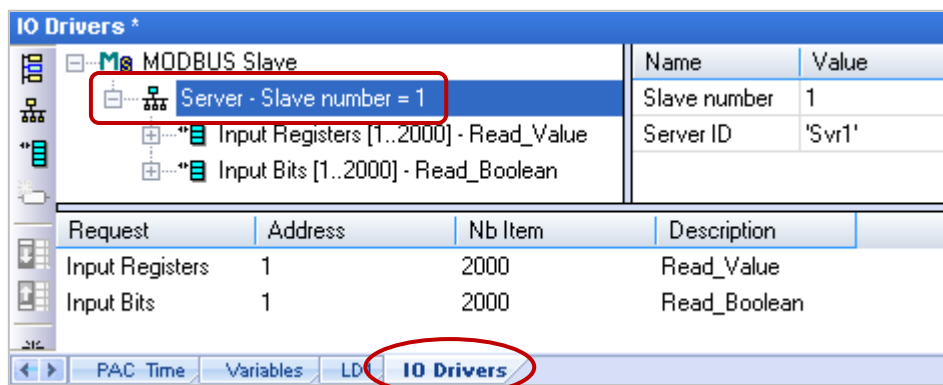 IO Drivers *
MODBUS Slave
Server - Slave number = 1
Input Registers [1..2000] - Read_Value
Input Bits [1..2000] - Read_Boolean
Name Value
Slave number 1
Server ID 'Svr1'
Request Address Nb Item Description
Input Registers 1 2000 Read_Value
Input Bits 1 2000 Read_Boolean
PAC Time Variables LD1 IO Drivers